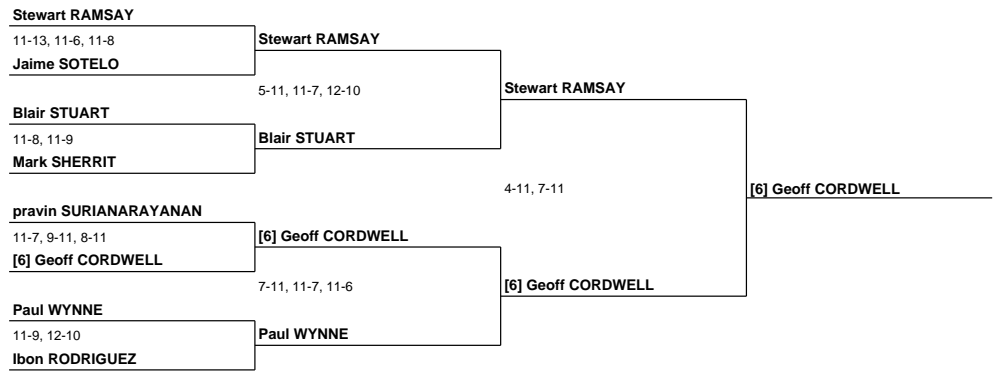 Stewart RAMSAY
11-13, 11-6, 11-8
Stewart RAMSAY
Jaime SOTELO
5-11, 11-7, 12-10
Stewart RAMSAY
Blair STUART
11-8, 11-9
Blair STUART
Mark SHERRIT
4-11, 7-11
[6] Geoff CORDWELL
pravin SURIANARAYANAN
11-7, 9-11, 8-11
[6] Geoff CORDWELL
[6] Geoff CORDWELL
7-11, 11-7, 11-6
[6] Geoff CORDWELL
Paul WYNNE
11-9, 12-10
Paul WYNNE
Ibon RODRIGUEZ